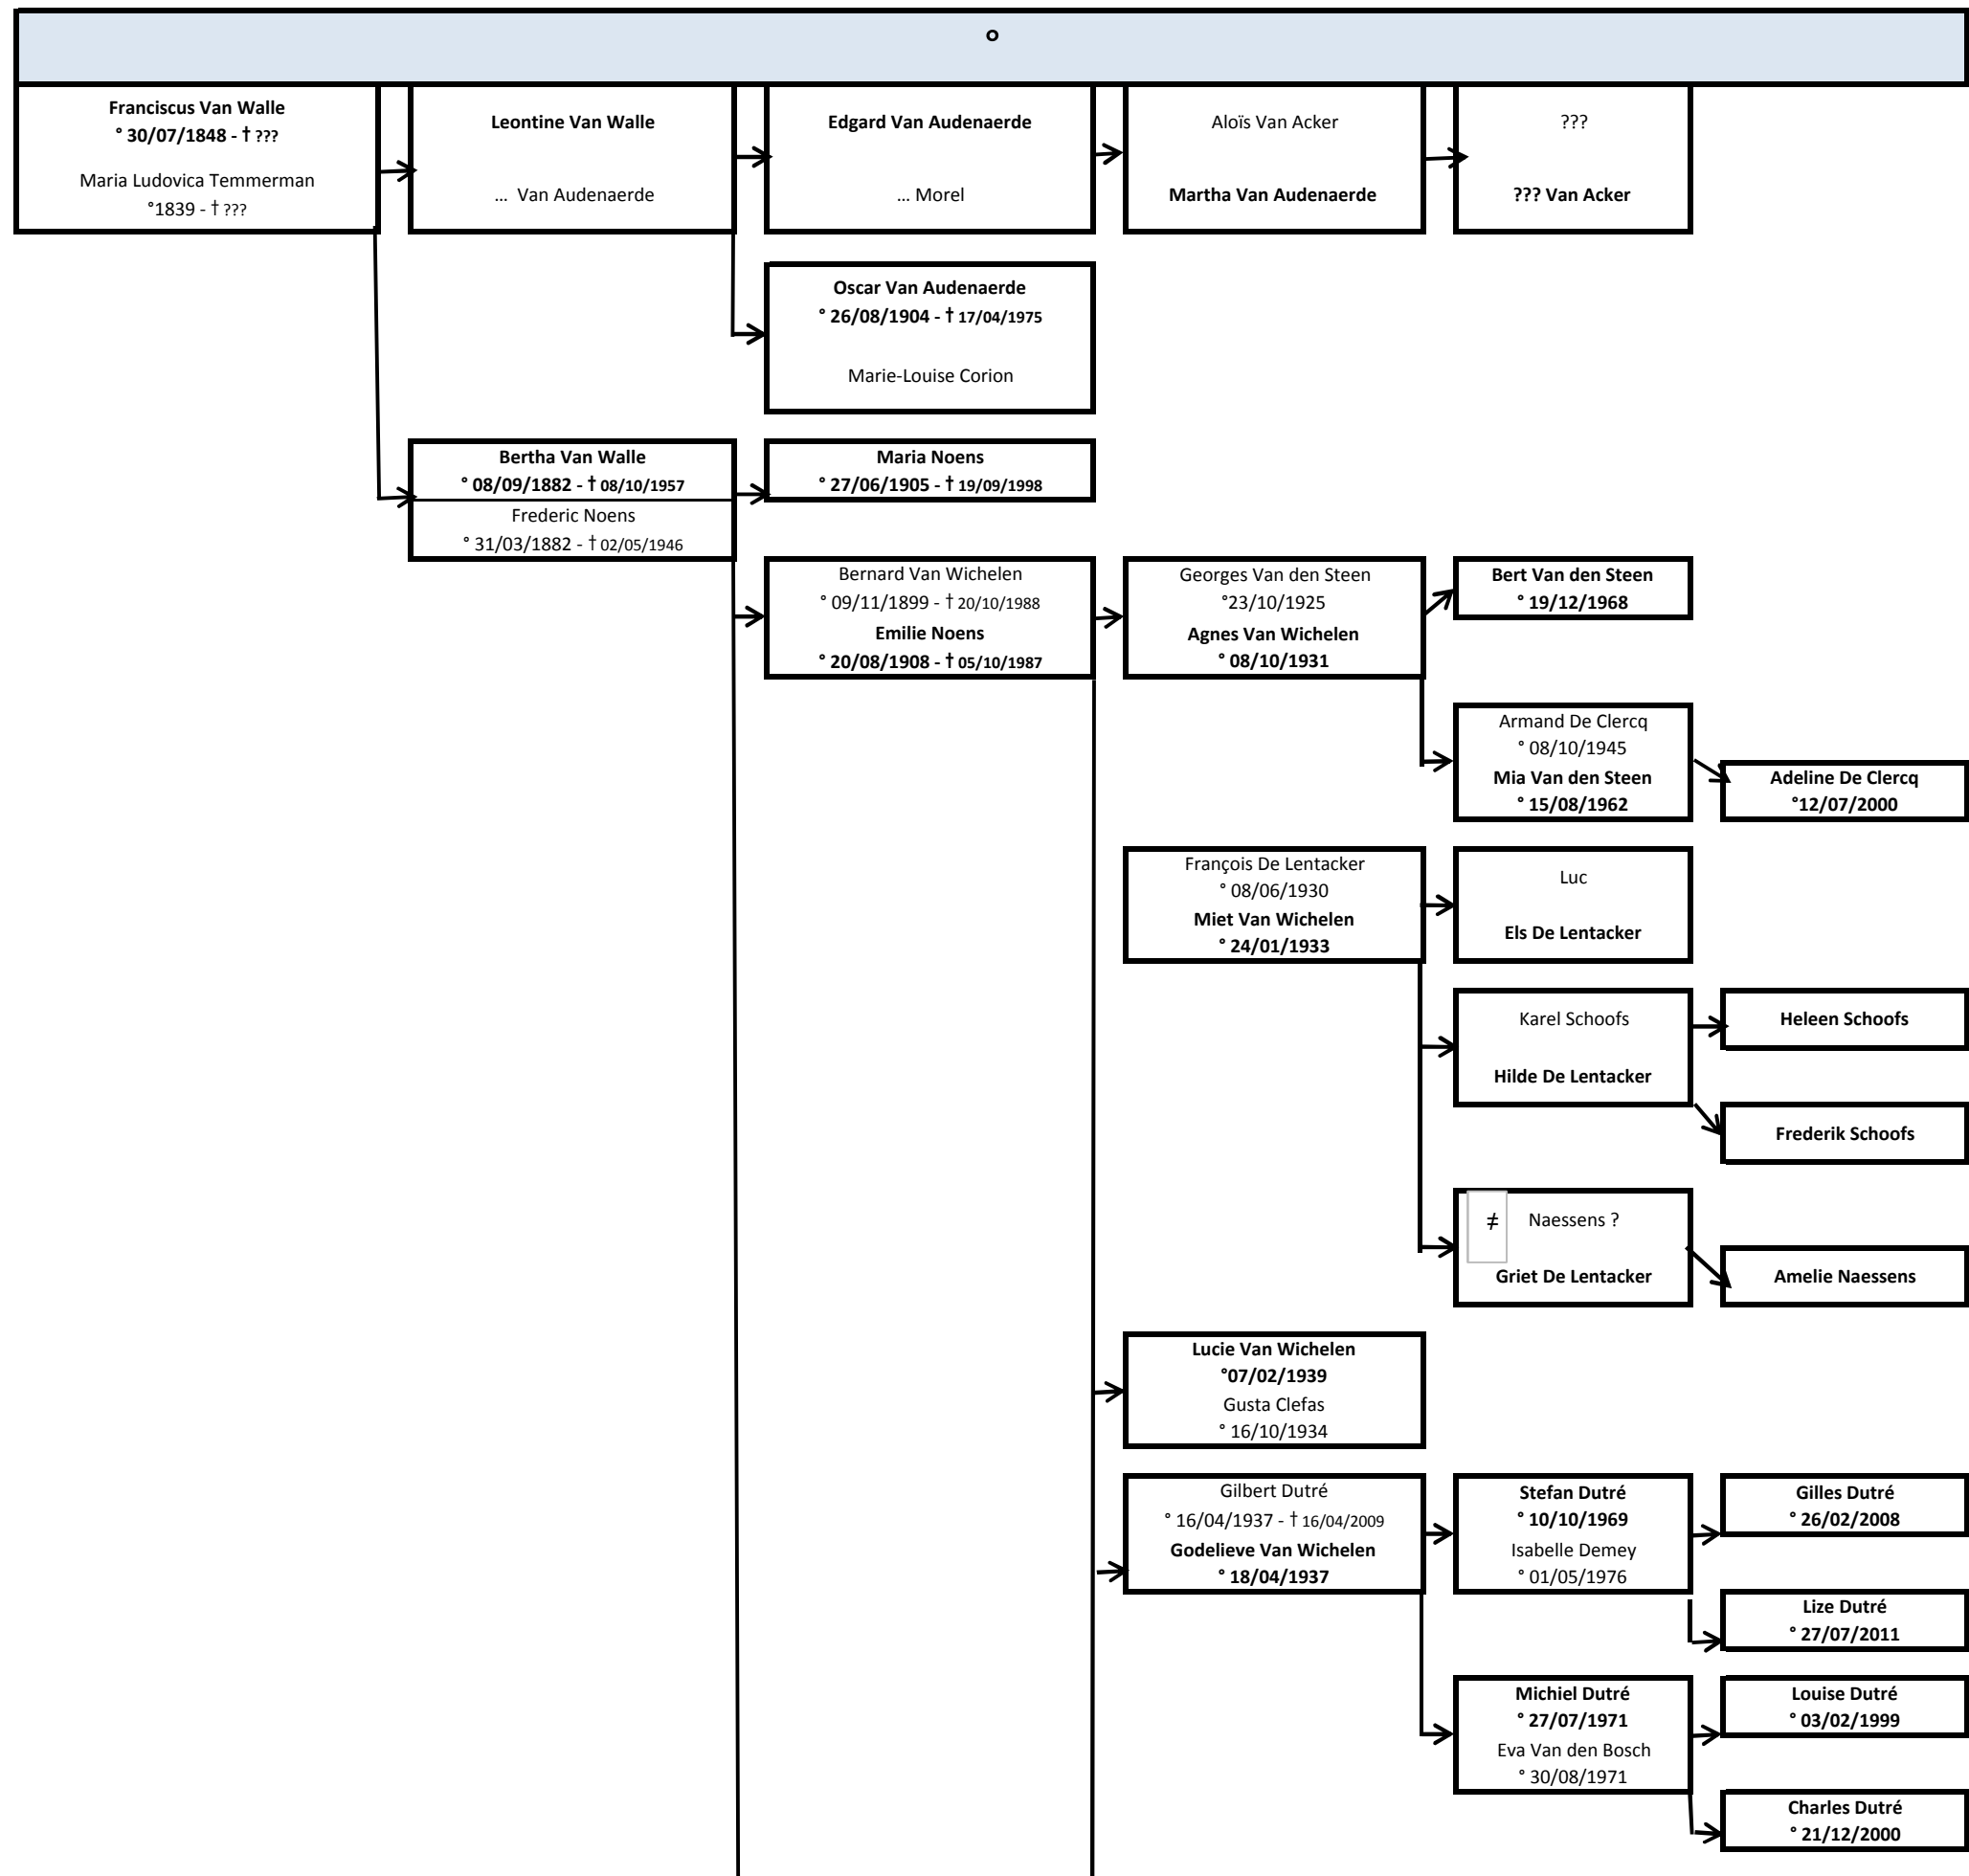 °
Franciscus Van Walle
° 30/07/1848 - † ???
Maria Ludovica Temmerman
°1839 - † ???
Leontine Van Walle
... Van Audenaerde
Edgard Van Audenaerde
... Morel
Aloïs Van Acker
Martha Van Audenaerde
???
??? Van Acker
Oscar Van Audenaerde
° 26/08/1904 - † 17/04/1975
Marie-Louise Corion
Bertha Van Walle
° 08/09/1882 - † 08/10/1957
Frederic Noens
° 31/03/1882 - † 02/05/1946
Maria Noens
° 27/06/1905 - † 19/09/1998
Bernard Van Wichelen
° 09/11/1899 - † 20/10/1988
Emilie Noens
° 20/08/1908 - † 05/10/1987
Georges Van den Steen
°23/10/1925
Agnes Van Wichelen
° 08/10/1931
Bert Van den Steen
° 19/12/1968
Armand De Clercq
° 08/10/1945
Mia Van den Steen
° 15/08/1962
Adeline De Clercq
°12/07/2000
François De Lentacker
° 08/06/1930
Miet Van Wichelen
° 24/01/1933
Luc
Els De Lentacker
Karel Schoofs
Hilde De Lentacker
Heleen Schoofs
Frederik Schoofs
≠ Naessens ?
Griet De Lentacker
Amelie Naessens
Lucie Van Wichelen
°07/02/1939
Gusta Clefas
° 16/10/1934
Gilbert Dutré
° 16/04/1937 - † 16/04/2009
Godelieve Van Wichelen
° 18/04/1937
Stefan Dutré
° 10/10/1969
Isabelle Demey
° 01/05/1976
Gilles Dutré
° 26/02/2008
Lize Dutré
° 27/07/2011
Michiel Dutré
° 27/07/1971
Eva Van den Bosch
° 30/08/1971
Louise Dutré
° 03/02/1999
Charles Dutré
° 21/12/2000